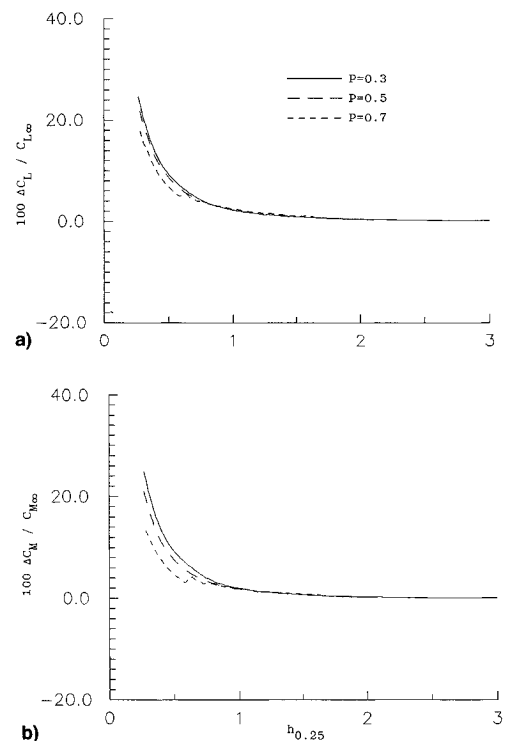 40.0
P=0.3
P=0.5
P=0.7
20.0
100 ΔC_L / C_L∞
0.0
-20.0
a)
0 1 2 3
40.0
20.0
100 ΔC_M / C_M∞
0.0
-20.0
0 1 2 3
b)
h_0.25